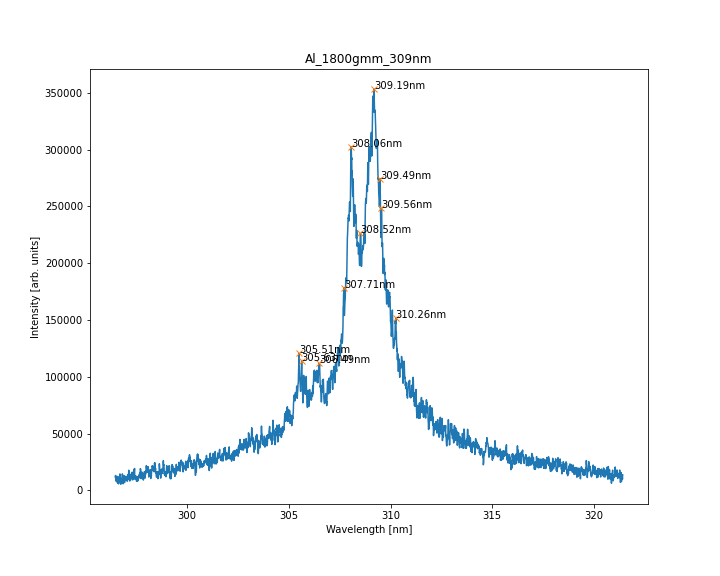 Al_1800gmm_309nm
350000
300000
250000
200000
150000
100000
50000
0
Intensity [arb. units]
309.19nm
308.06nm
309.49nm
309.56nm
308.52nm
307.71nm
310.26nm
305.51nm
306.49nm
300
305
310
315
320
Wavelength [nm]